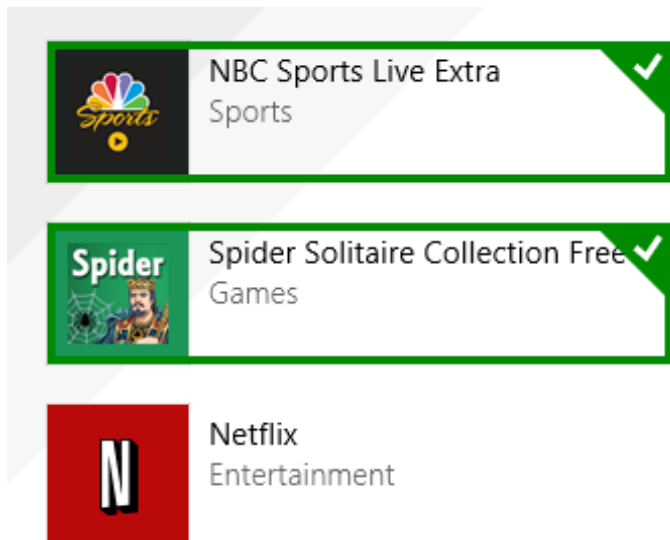 NBC Sports Live Extra
Sports
Sports
Spider Solitaire Collection Free
Games
Spider
Netflix
Entertainment
N